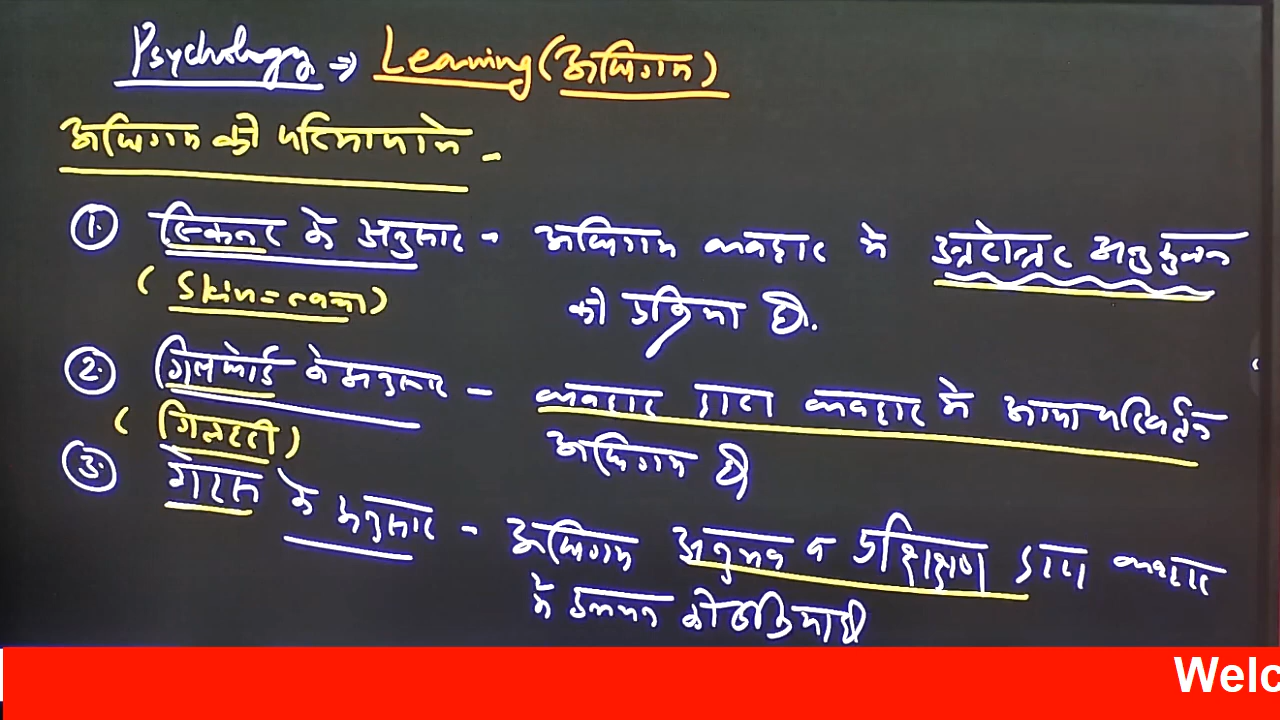 Psychology ⇒ Learning (अधिगम)
अधिगम की परिभाषाये -
① स्किनर के अनुसार - अधिगम व्यवहार में उत्तरोत्तर अनुकूलन
(Skin = त्वचा) की प्रक्रिया है.
② गिलफोर्ड के अनुसार - व्यवहार द्वारा व्यवहार में आया परिवर्तन
(गिलहरी) अधिगम है
③ गेट्स के अनुसार - अधिगम अनुभव व प्रशिक्षण द्वारा व्यवहार
में की प्रक्रिया है
Welc